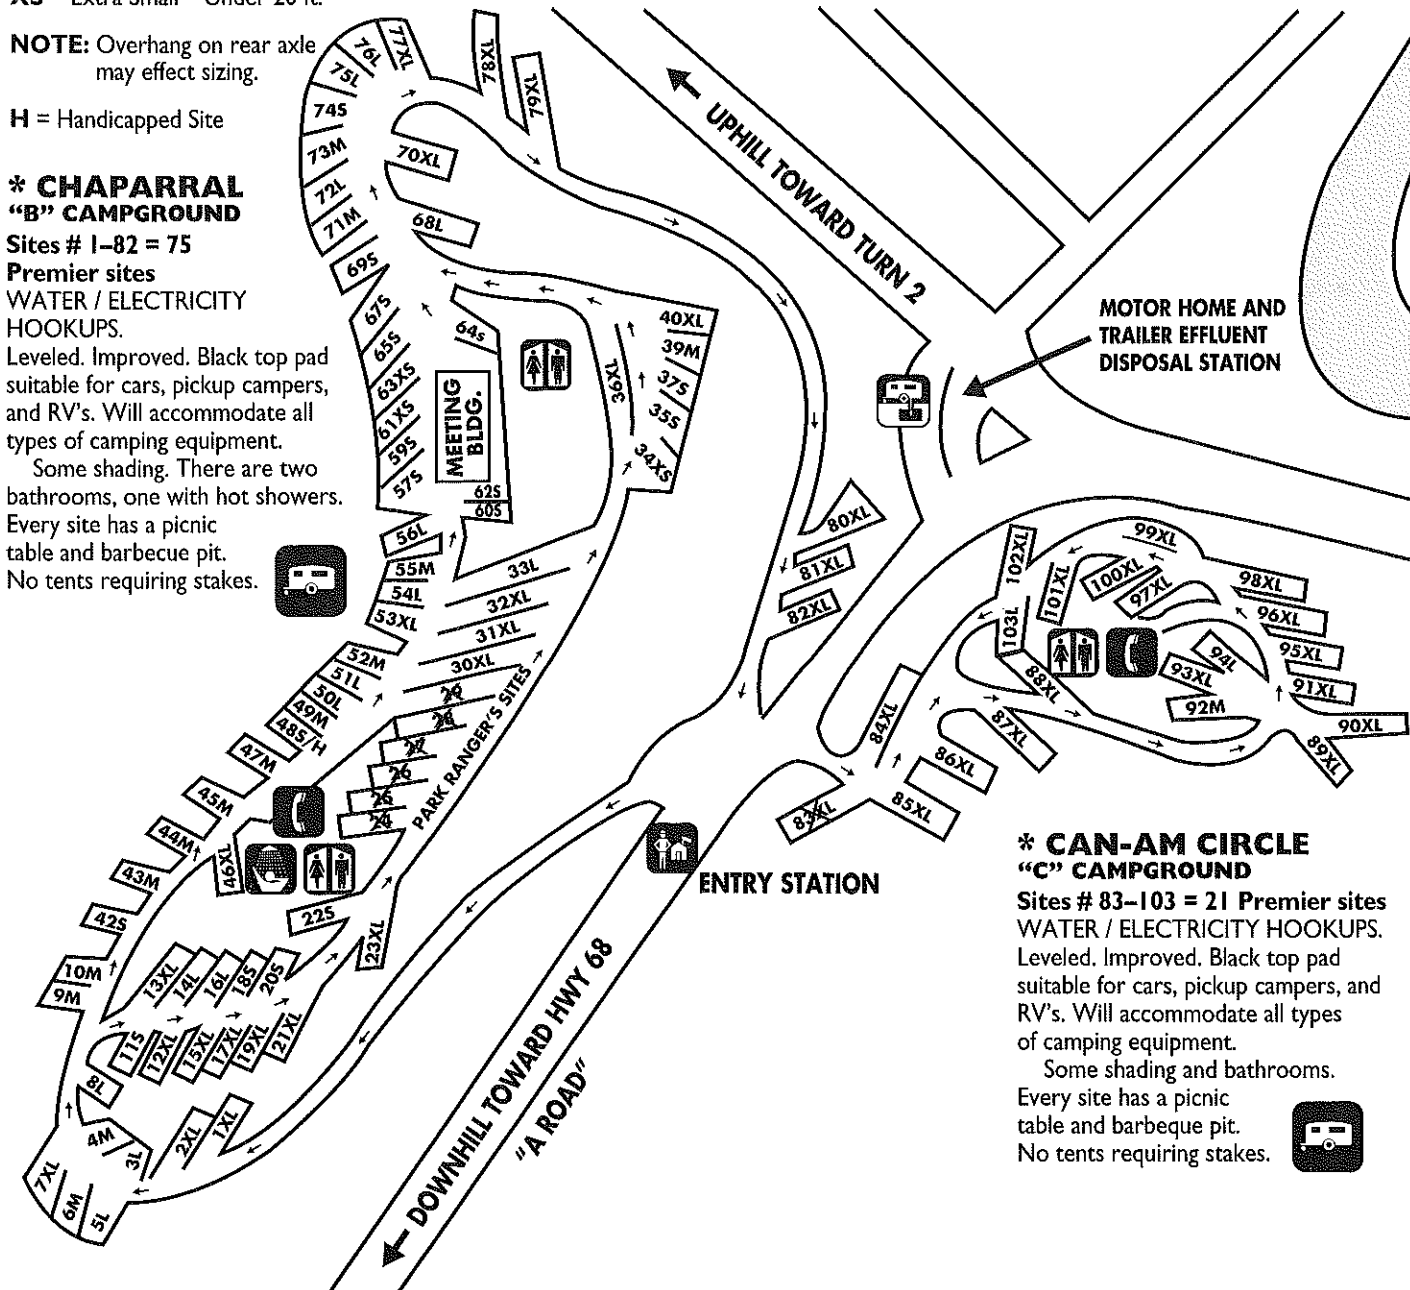 XS = Extra Small – Under 20 ft.
NOTE: Overhang on rear axle
may effect sizing.
H = Handicapped Site
* CHAPARRAL
“B” CAMPGROUND
Sites # 1–82 = 75
Premier sites
WATER / ELECTRICITY
HOOKUPS.
Leveled. Improved. Black top pad
suitable for cars, pickup campers,
and RV's. Will accommodate all
types of camping equipment.
Some shading. There are two
bathrooms, one with hot showers.
Every site has a picnic
table and barbecue pit.
No tents requiring stakes.
77XL
76L
75L
74S
73M
72L
71M
69S
67S
65S
63XS
61XS
59S
57S
56L
55M
54L
53XL
52M
51L
50L
49M
48S/H
47M
45M
44M
43M
42S
10M
9M
78XL
79XL
70XL
68L
64s
MEETING
BLDG.
62S
60S
36XL
40XL
39M
37S
35S
34XS
33L
32XL
31XL
30XL
29
28
27
26
25
24
PARK RANGER'S SITES
46XL
22S
23XL
13XL
14L
16L
18S
20S
11S
12XL
15XL
17XL
19XL
21XL
8L
4M
3L
2XL
1XL
7XL
6M
5L
UPHILL TOWARD TURN 2
MOTOR HOME AND
TRAILER EFFLUENT
DISPOSAL STATION
80XL
81XL
82XL
102XL
99XL
101XL
100XL
97XL
98XL
96XL
95XL
103L
94L
93XL
91XL
88XL
92M
90XL
89XL
84XL
87XL
86XL
85XL
83XL
ENTRY STATION
DOWNHILL TOWARD HWY 68
"A ROAD"
* CAN-AM CIRCLE
“C” CAMPGROUND
Sites # 83–103 = 21 Premier sites
WATER / ELECTRICITY HOOKUPS.
Leveled. Improved. Black top pad
suitable for cars, pickup campers, and
RV's. Will accommodate all types
of camping equipment.
Some shading and bathrooms.
Every site has a picnic
table and barbeque pit.
No tents requiring stakes.